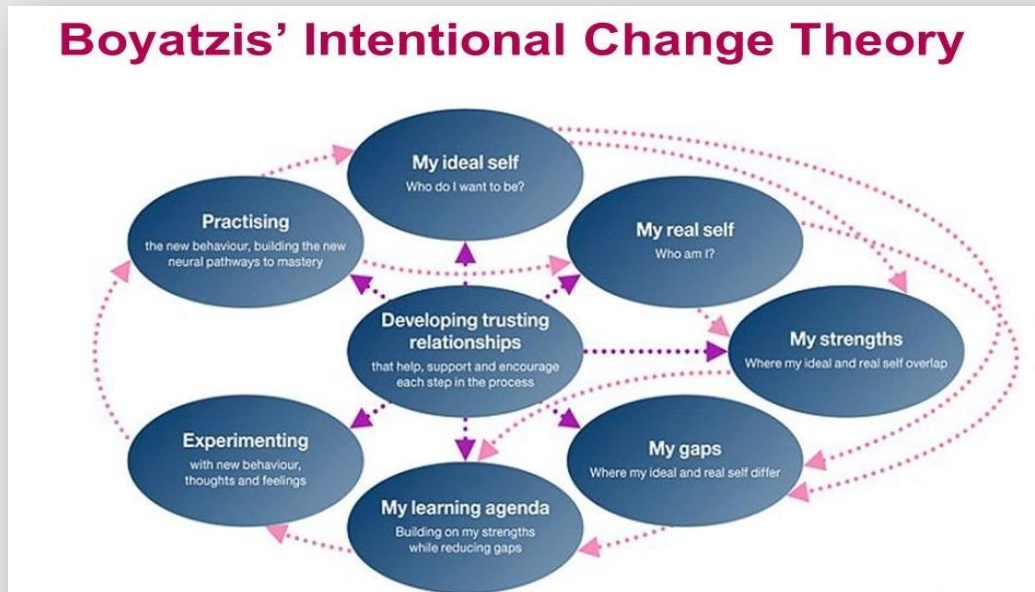 Boyatzis’ Intentional Change Theory
My ideal self
Who do I want to be?
Practising
the new behaviour, building the new
neural pathways to mastery
My real self
Who am I?
Developing trusting
relationships
that help, support and encourage
each step in the process
My strengths
Where my ideal and real self overlap
Experimenting
with new behaviour,
thoughts and feelings
My gaps
Where my ideal and real self differ
My learning agenda
Building on my strengths
while reducing gaps